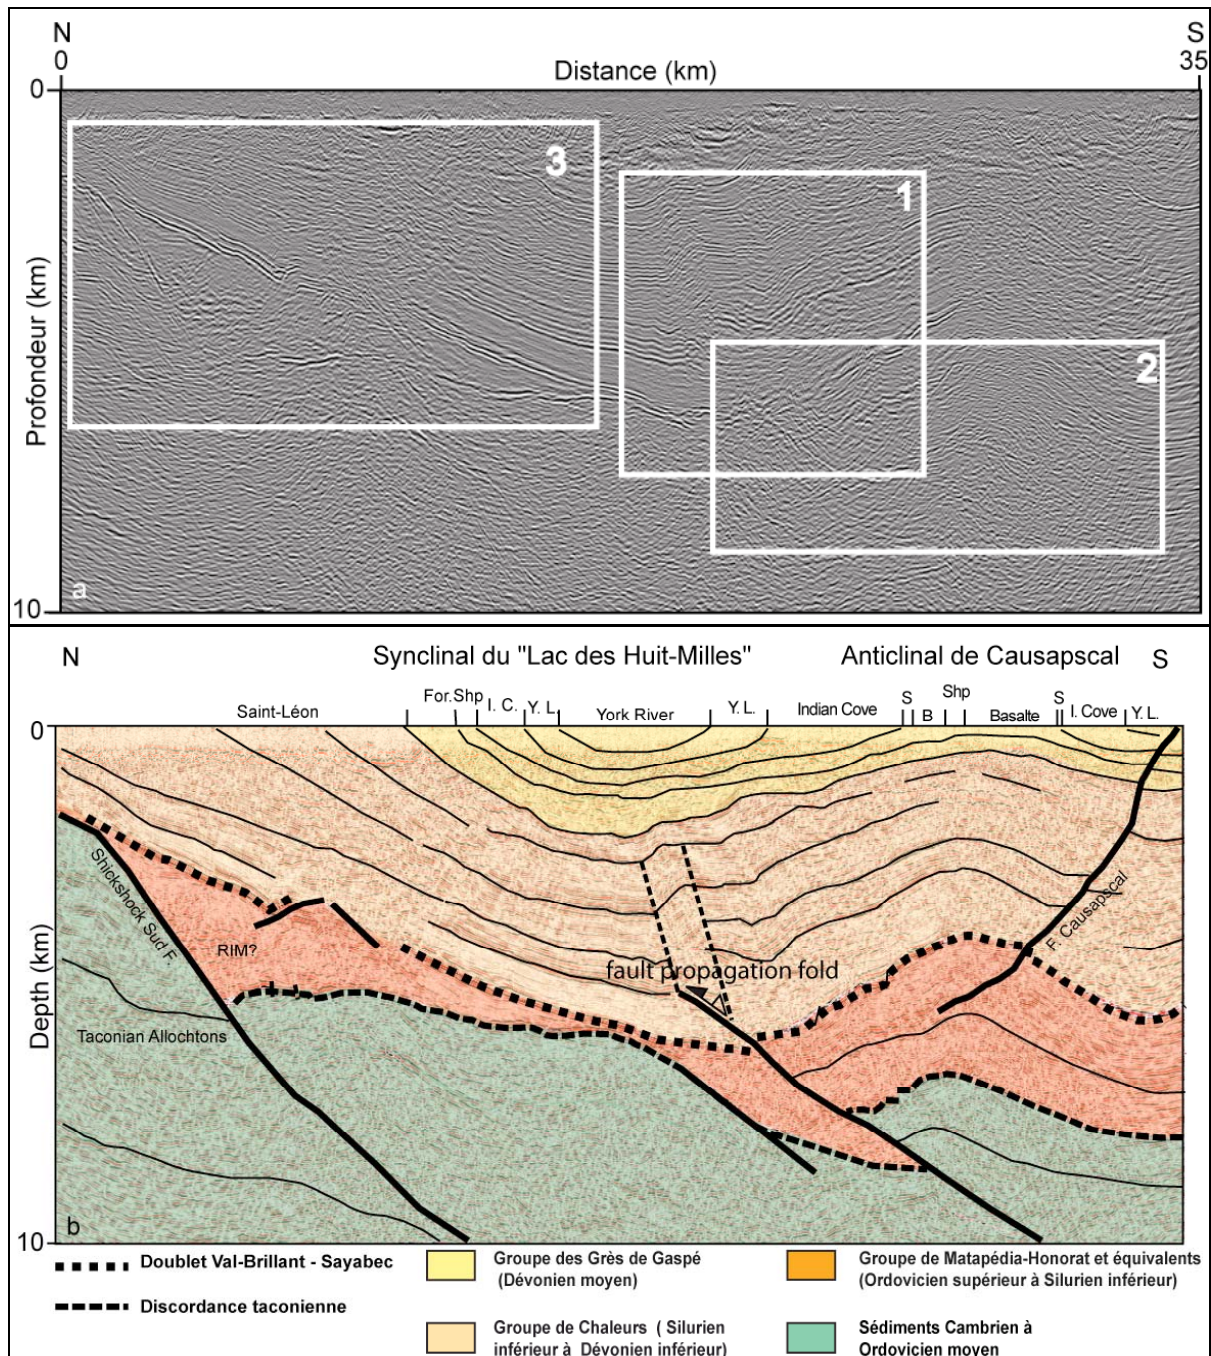 N
S
0
35
Distance (km)
0
Profondeur (km)
3
1
2
a
10
N
Synclinal du "Lac des Huit-Milles"
Anticlinal de Causapscal
S
Saint-Léon
For.Shp
I. C.
Y. L.
York River
Y. L.
Indian Cove
S
B
Shp
Basalte
S
I. Cove
Y. L.
0
Depth (km)
Shickshock Sud F.
RIM?
fault propagation fold
F. Causapscal
Taconian Allochtons
b
10
Doublet Val-Brillant - Sayabec
Discordance taconienne
Groupe des Grès de Gaspé
(Dévonien moyen)
Groupe de Chaleurs ( Silurien
inférieur à Dévonien inférieur)
Groupe de Matapédia-Honorat et équivalents
(Ordovicien supérieur à Silurien inférieur)
Sédiments Cambrien à
Ordovicien moyen